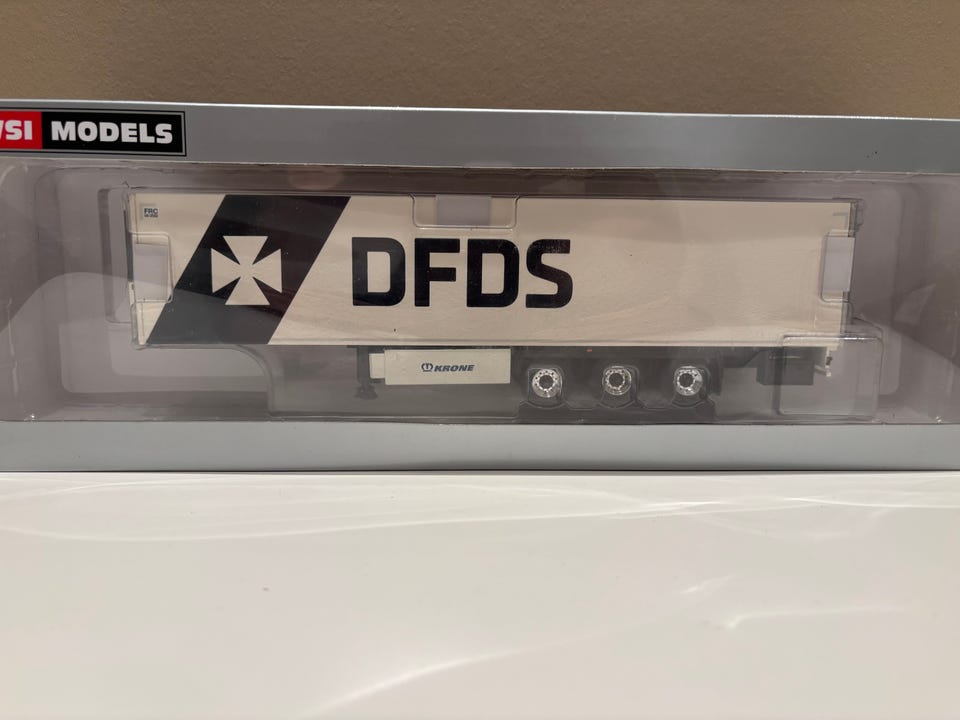 WSI MODELS
FRC
DFDS
KRONE